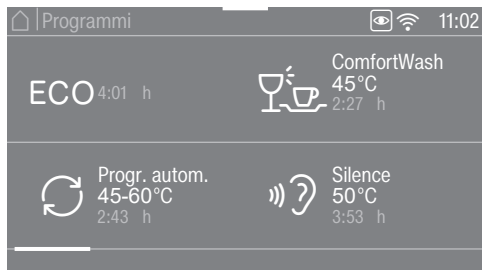 Programmi 11:02
ECO 4:01 h
ComfortWash
45°C
2:27 h
Progr. autom.
45-60°C
2:43 h
Silence
50°C
3:53 h